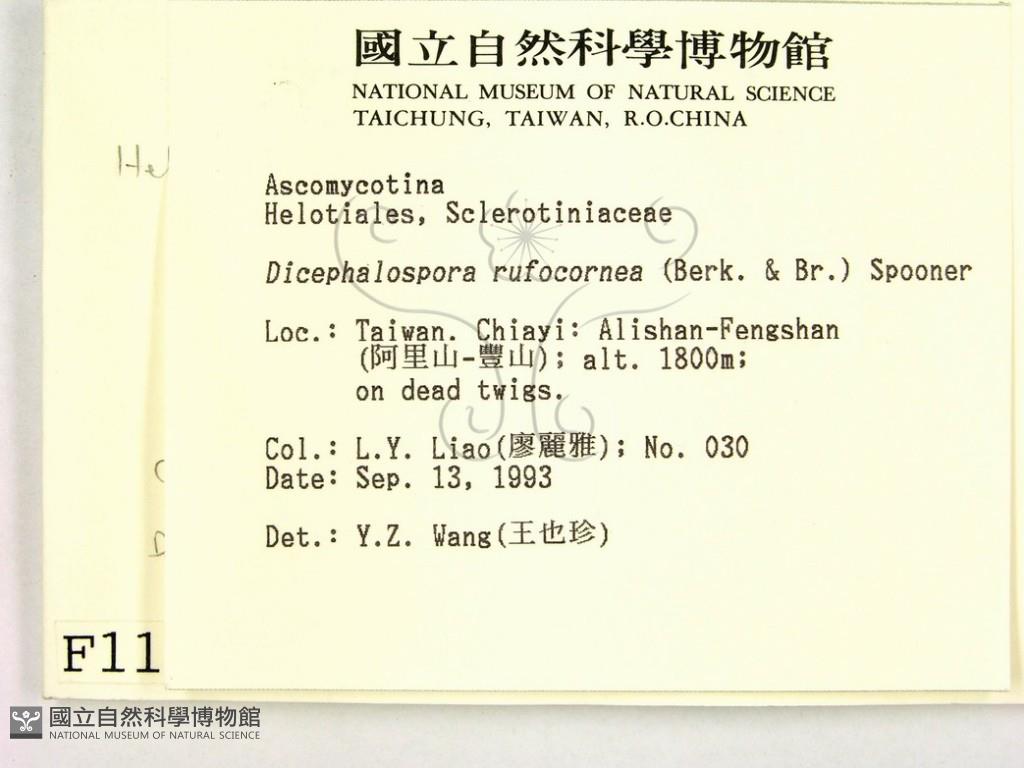 國立自然科學博物館
NATIONAL MUSEUM OF NATURAL SCIENCE
TAICHUNG, TAIWAN, R.O.CHINA
Ascomycotina
Helotiales, Sclerotiniaceae
Dicephalospora rufocornea (Berk. & Br.) Spooner
Loc.: Taiwan. Chiayi: Alishan-Fengshan
(阿里山-豐山); alt. 1800m;
on dead twigs.
Col.: L.Y. Liao(廖麗雅); No. 030
Date: Sep. 13, 1993
Det.: Y.Z. Wang(王也珍)
F11
國立自然科學博物館
NATIONAL MUSEUM OF NATURAL SCIENCE